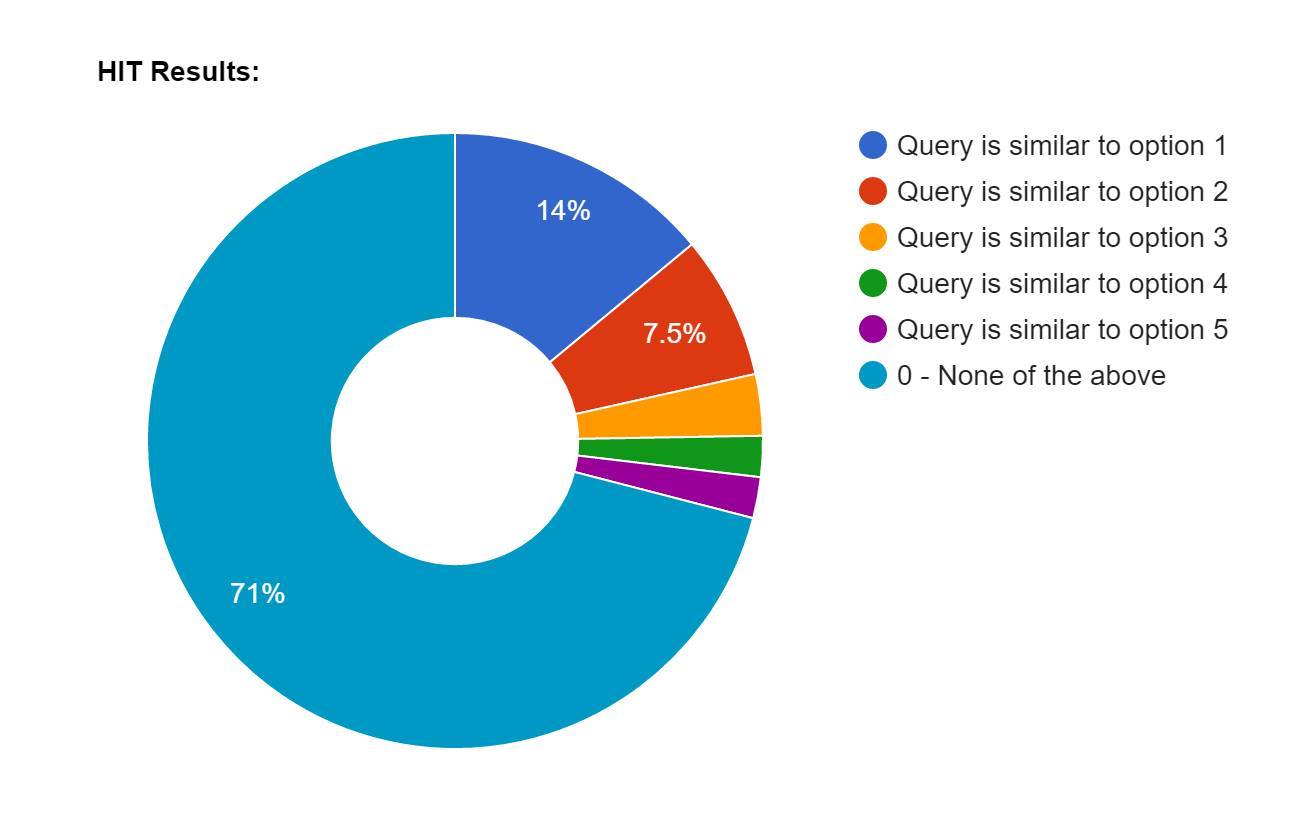 HIT Results:
14%
7.5%
71%
Query is similar to option 1
Query is similar to option 2
Query is similar to option 3
Query is similar to option 4
Query is similar to option 5
0 - None of the above